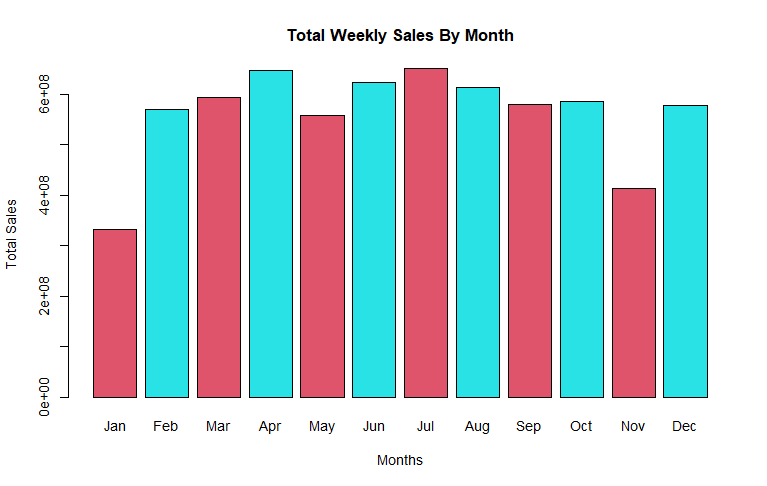 Total Weekly Sales By Month
Total Sales
6e+08
4e+08
2e+08
0e+00
Jan Feb Mar Apr May Jun Jul Aug Sep Oct Nov Dec
Months